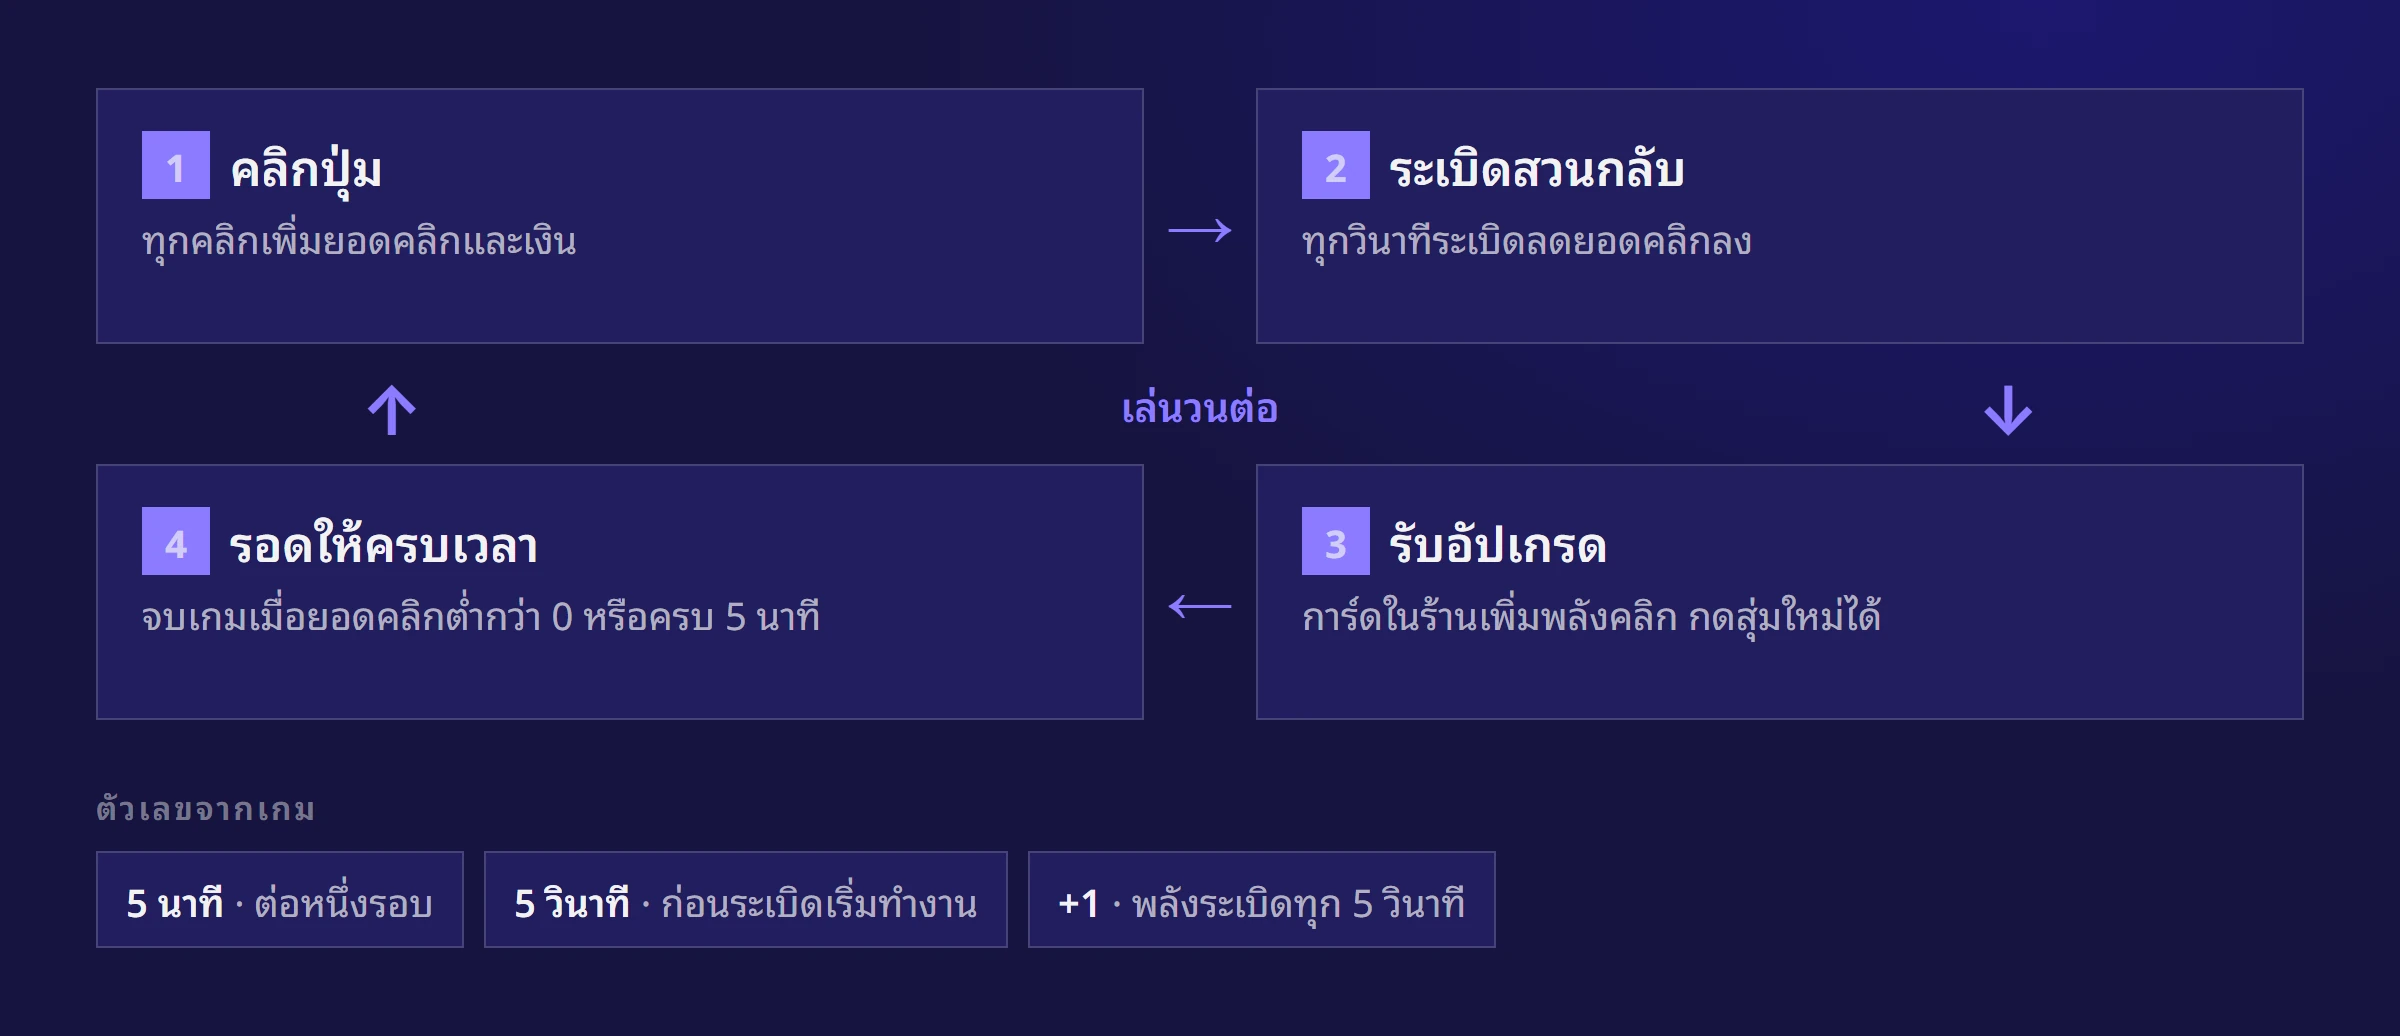 1 คลิกปุ่ม
ทุกคลิกเพิ่มยอดคลิกและเงิน
→
2 ระเบิดสวนกลับ
ทุกวินาทีระเบิดลดยอดคลิกลง
↑
เล่นวนต่อ
↓
4 รอดให้ครบเวลา
จบเกมเมื่อยอดคลิกต่ำกว่า 0 หรือครบ 5 นาที
←
3 รับอัปเกรด
การ์ดในร้านเพิ่มพลังคลิก กดสุ่มใหม่ได้
ตัวเลขจากเกม
5 นาที · ต่อหนึ่งรอบ
5 วินาที · ก่อนระเบิดเริ่มทำงาน
+1 · พลังระเบิดทุก 5 วินาที